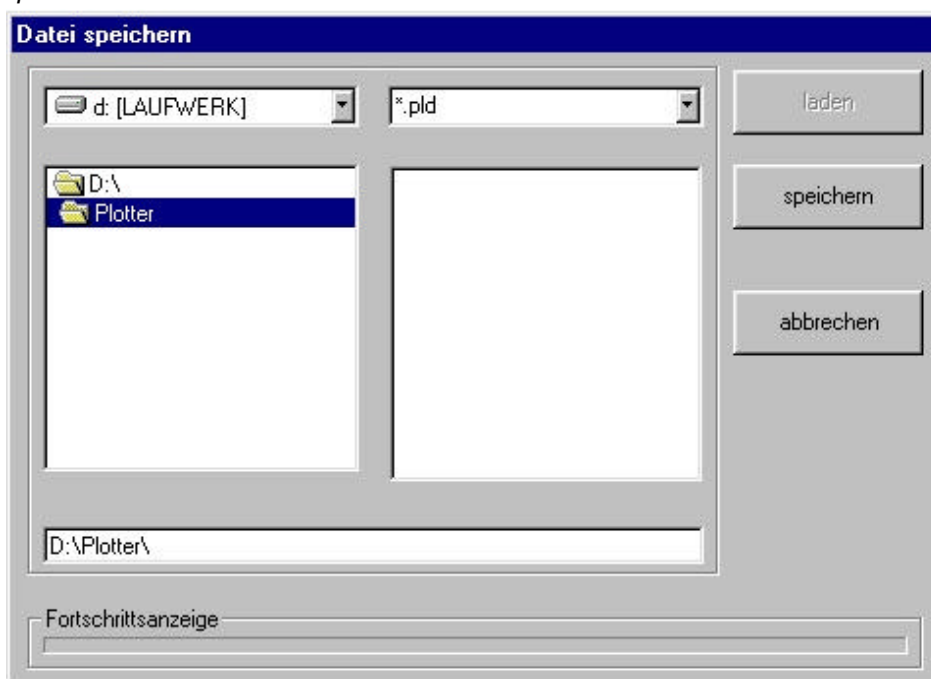 Datei speichern
d: [LAUFWERK]
*.pld
laden
D:\
Plotter
speichern
abbrechen
D:\Plotter\
Fortschrittsanzeige